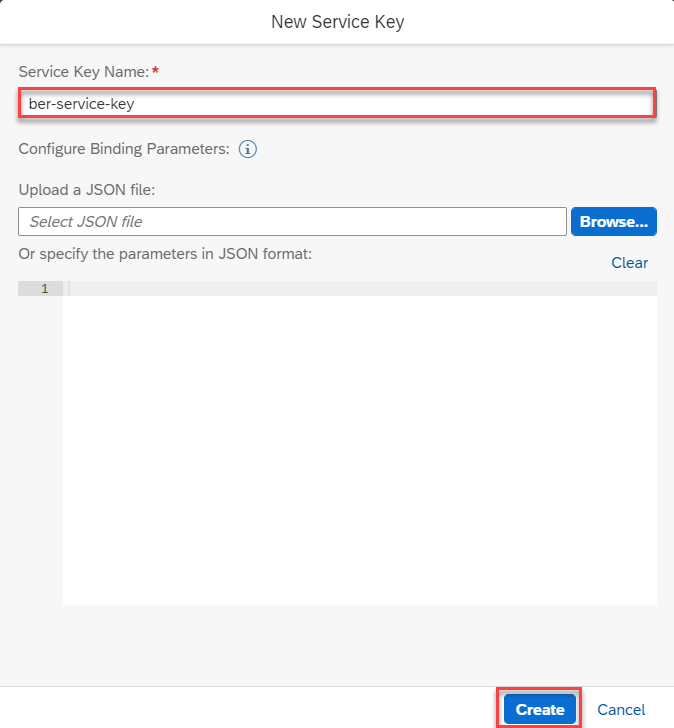 New Service Key
Service Key Name:*
ber-service-key
Configure Binding Parameters:
Upload a JSON file:
Select JSON file
Browse...
Or specify the parameters in JSON format:
Clear
1
Create
Cancel